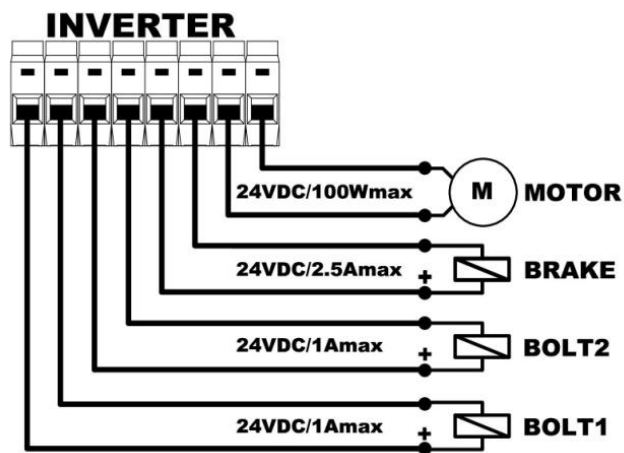 INVERTER
24VDC/100Wmax
M MOTOR
24VDC/2.5Amax + BRAKE
24VDC/1Amax + BOLT2
24VDC/1Amax + BOLT1